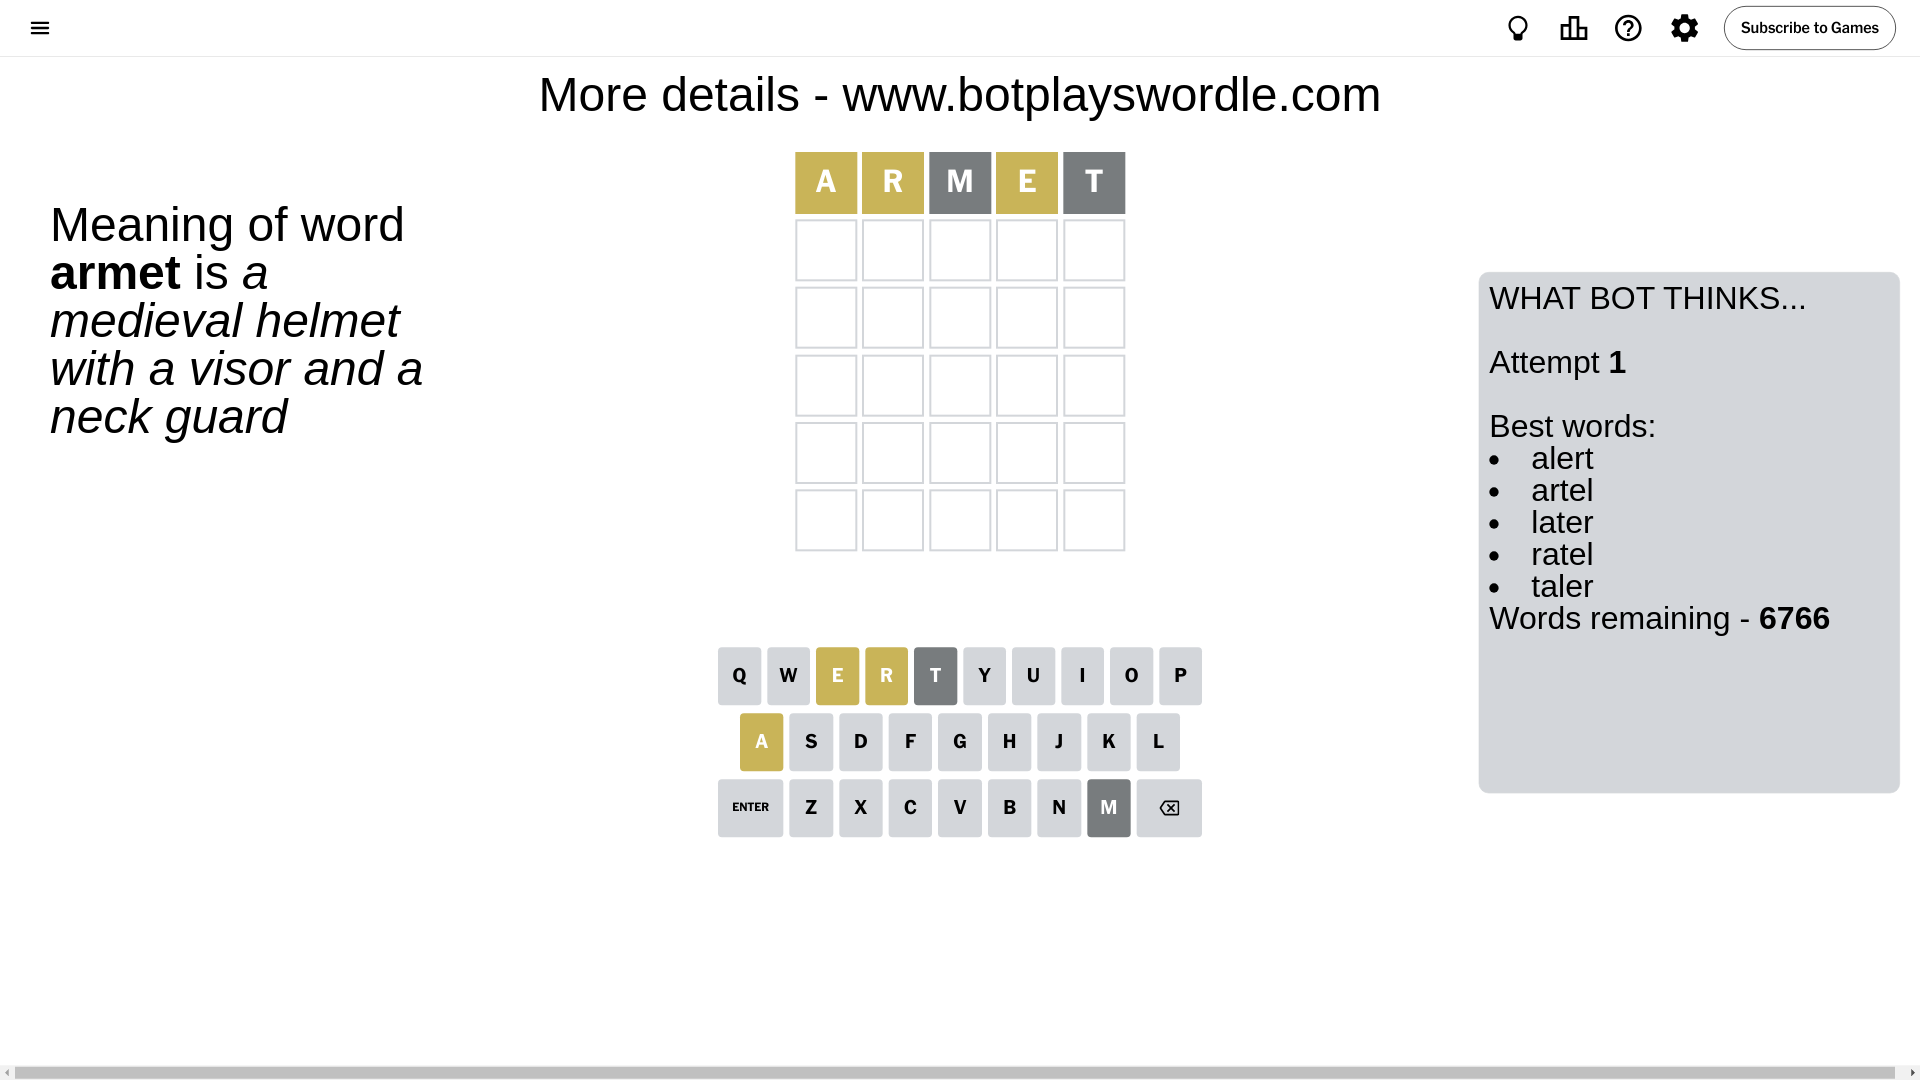 Subscribe to Games
More details - www.botplayswordle.com
A R M E T
Meaning of word
armet is a
medieval helmet
with a visor and a
neck guard
WHAT BOT THINKS...
Attempt 1
Best words:
• alert
• artel
• later
• ratel
• taler
Words remaining - 6766
Q W E R T Y U I O P
A S D F G H J K L
ENTER Z X C V B N M